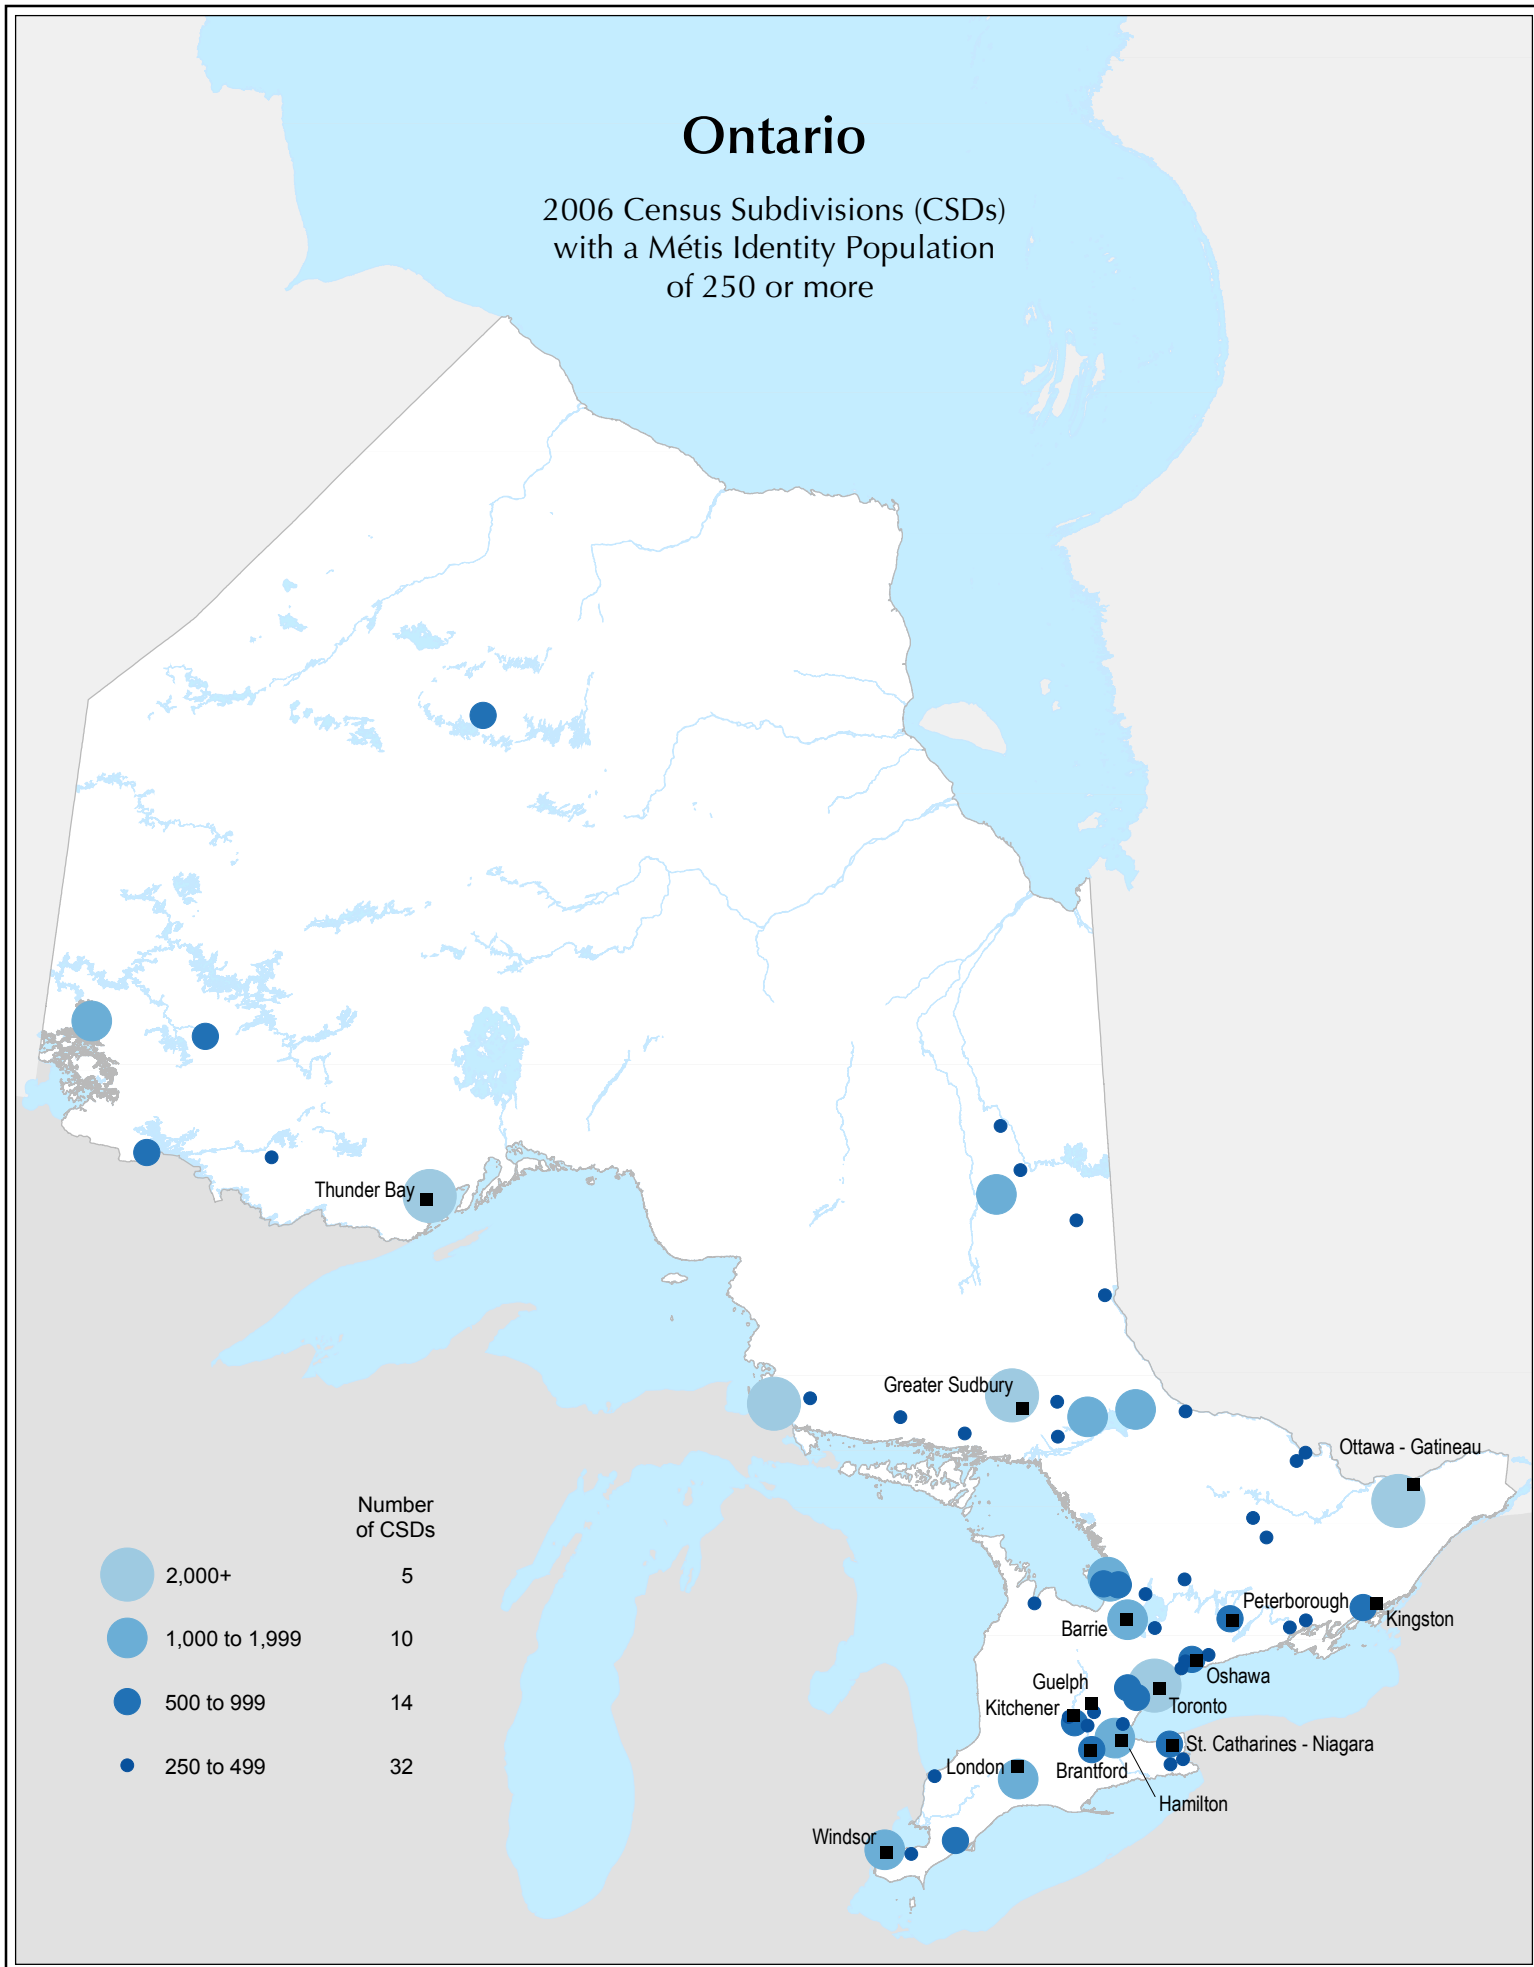 Ontario
2006 Census Subdivisions (CSDs)
with a Métis Identity Population
of 250 or more
Thunder Bay
Greater Sudbury
Ottawa - Gatineau
Number
of CSDs
2,000+ 5
1,000 to 1,999 10
500 to 999 14
250 to 499 32
Peterborough
Kingston
Barrie
Oshawa
Guelph
Toronto
Kitchener
St. Catharines - Niagara
London
Brantford
Hamilton
Windsor